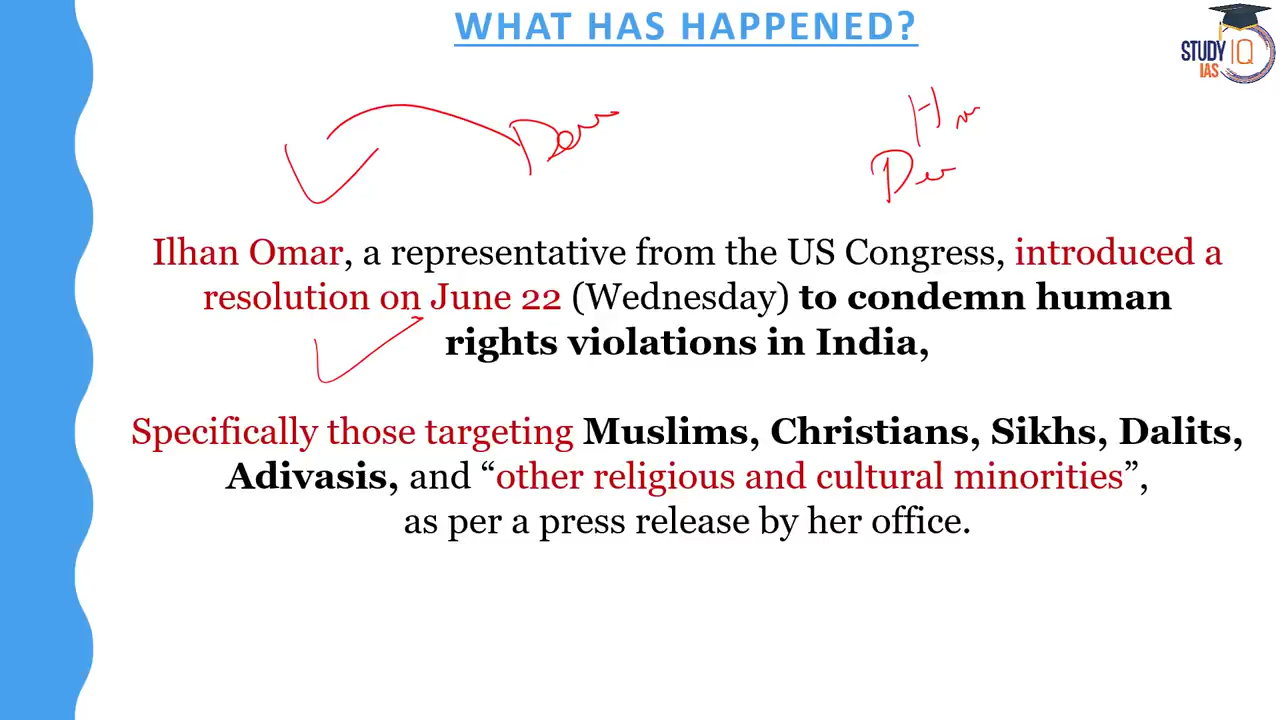 WHAT HAS HAPPENED?
STUDY IQ
IAS
Ilhan Omar, a representative from the US Congress, introduced a
resolution on June 22 (Wednesday) to condemn human
rights violations in India,
Specifically those targeting Muslims, Christians, Sikhs, Dalits,
Adivasis, and “other religious and cultural minorities”,
as per a press release by her office.